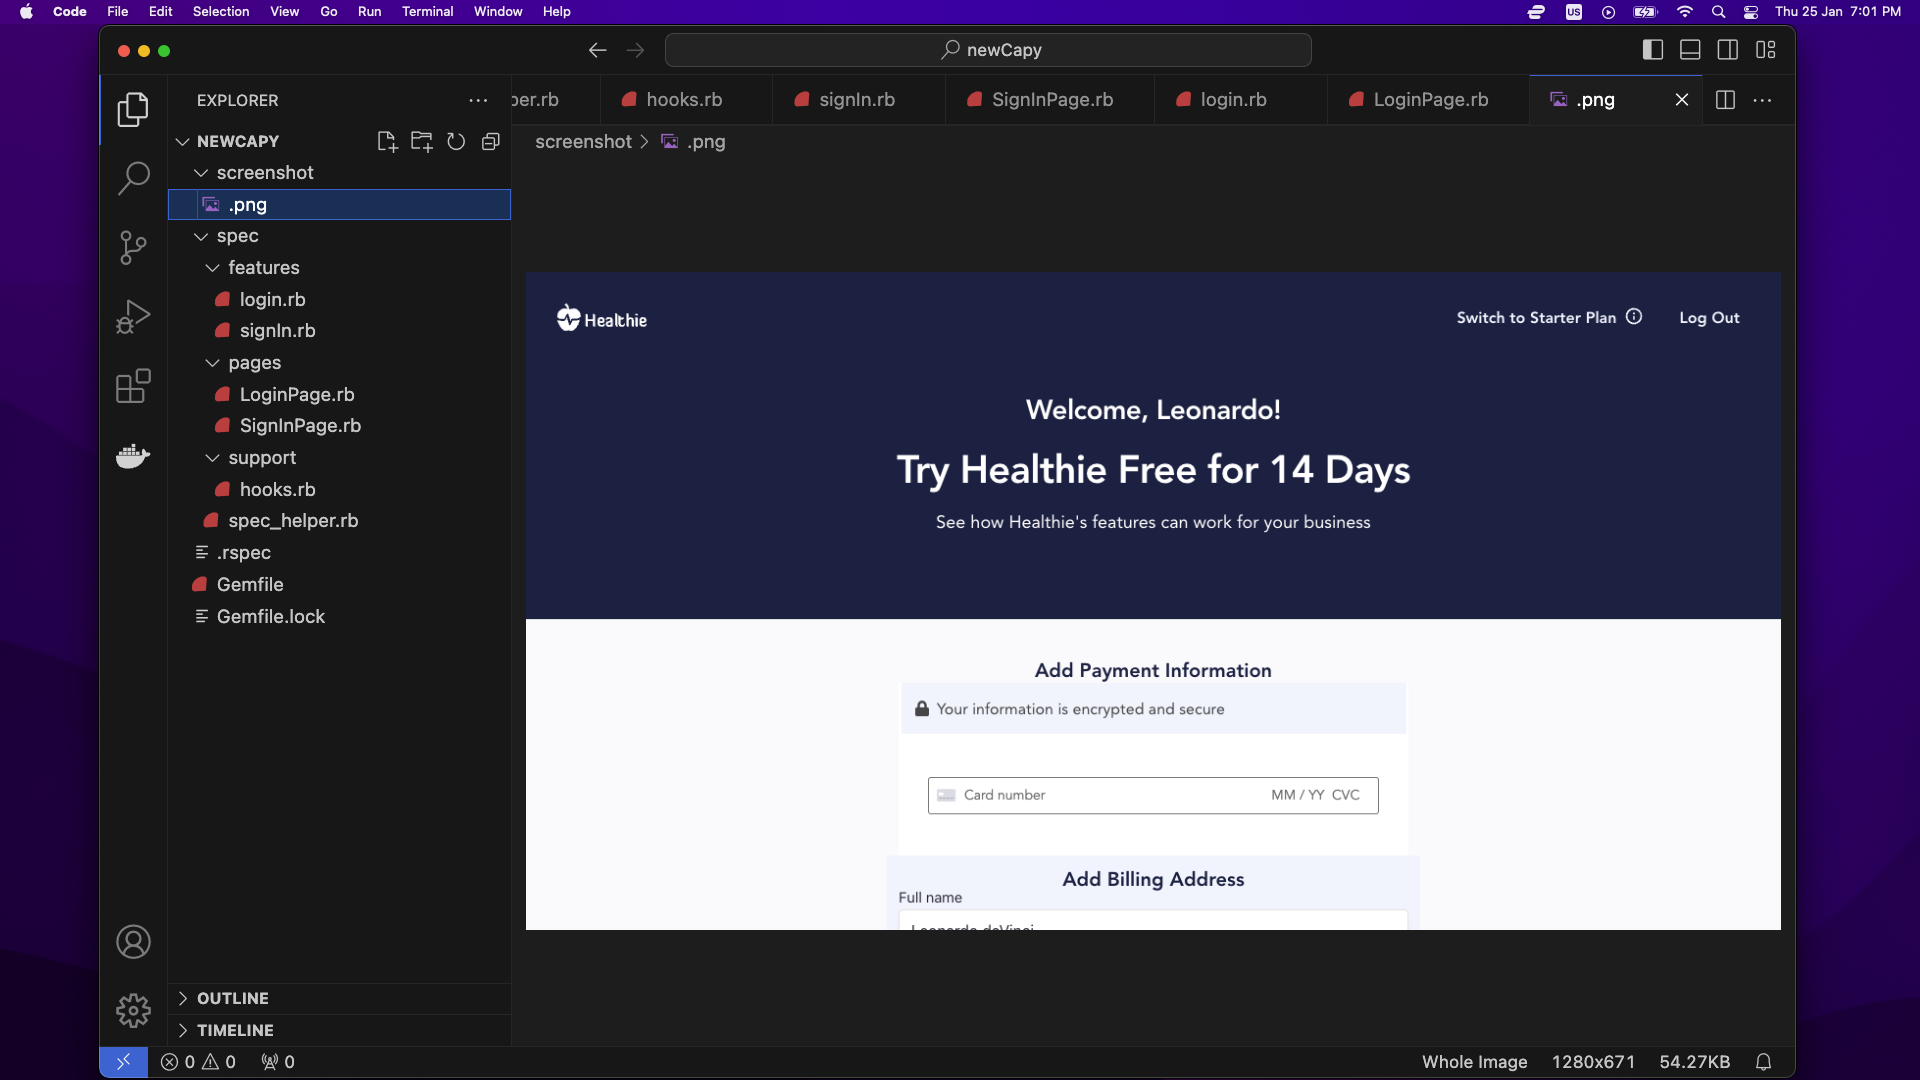 Code File Edit Selection View Go Run Terminal Window Help
US
Thu 25 Jan 7:01 PM
newCapy
EXPLORER
per.rb
hooks.rb
signIn.rb
SignInPage.rb
login.rb
LoginPage.rb
.png
NEWCAPY
screenshot
.png
spec
features
login.rb
signIn.rb
pages
LoginPage.rb
SignInPage.rb
support
hooks.rb
spec_helper.rb
.rspec
Gemfile
Gemfile.lock
OUTLINE
TIMELINE
screenshot > .png
Healthie
Switch to Starter Plan
Log Out
Welcome, Leonardo!
Try Healthie Free for 14 Days
See how Healthie's features can work for your business
Add Payment Information
Your information is encrypted and secure
Card number
MM / YY CVC
Add Billing Address
Full name
Leonardo daVinci
0 0 0
Whole Image
1280x671
54.27KB